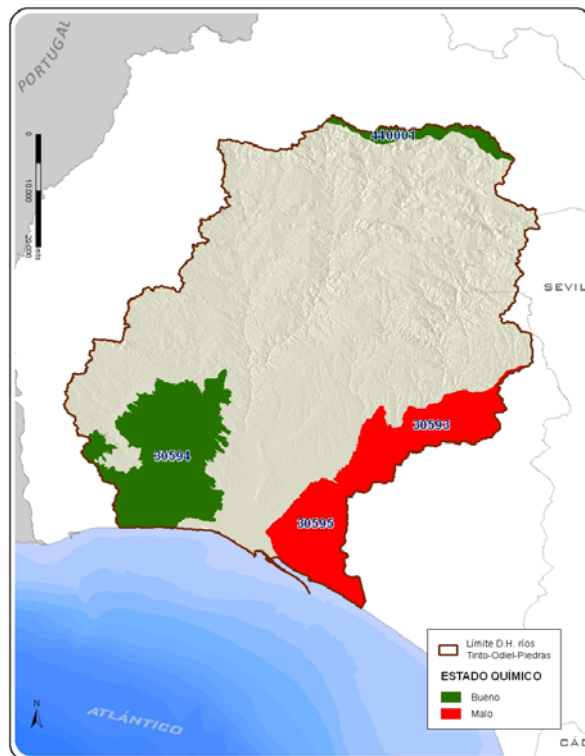 PORTUGAL
440001
0
10.000
20.000
mts
SEVIL
30593
30594
30595
Límite D.H. ríos
Tinto-Odiel-Piedras
ESTADO QUÍMICO
Bueno
Malo
N
ATLÁNTICO
CÁD